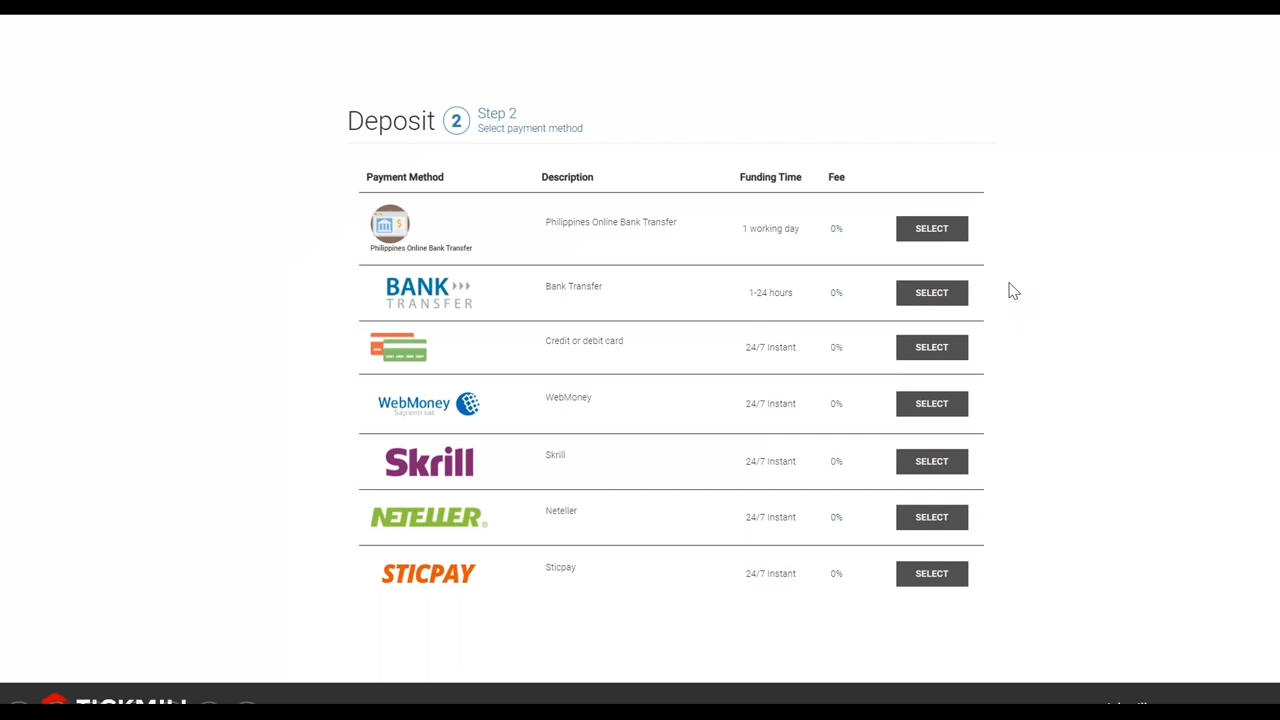 Deposit 2 Step 2
Select payment method
Payment Method Description Funding Time Fee
Philippines Online Bank Transfer
1 working day 0% SELECT
Philippines Online Bank Transfer
BANK TRANSFER Bank Transfer 1-24 hours 0% SELECT
Credit or debit card 24/7 Instant 0% SELECT
WebMoney Sapienti sat WebMoney 24/7 Instant 0% SELECT
Skrill Skrill 24/7 Instant 0% SELECT
NETELLER® Neteller 24/7 Instant 0% SELECT
STICPAY Sticpay 24/7 Instant 0% SELECT
TICKMILL